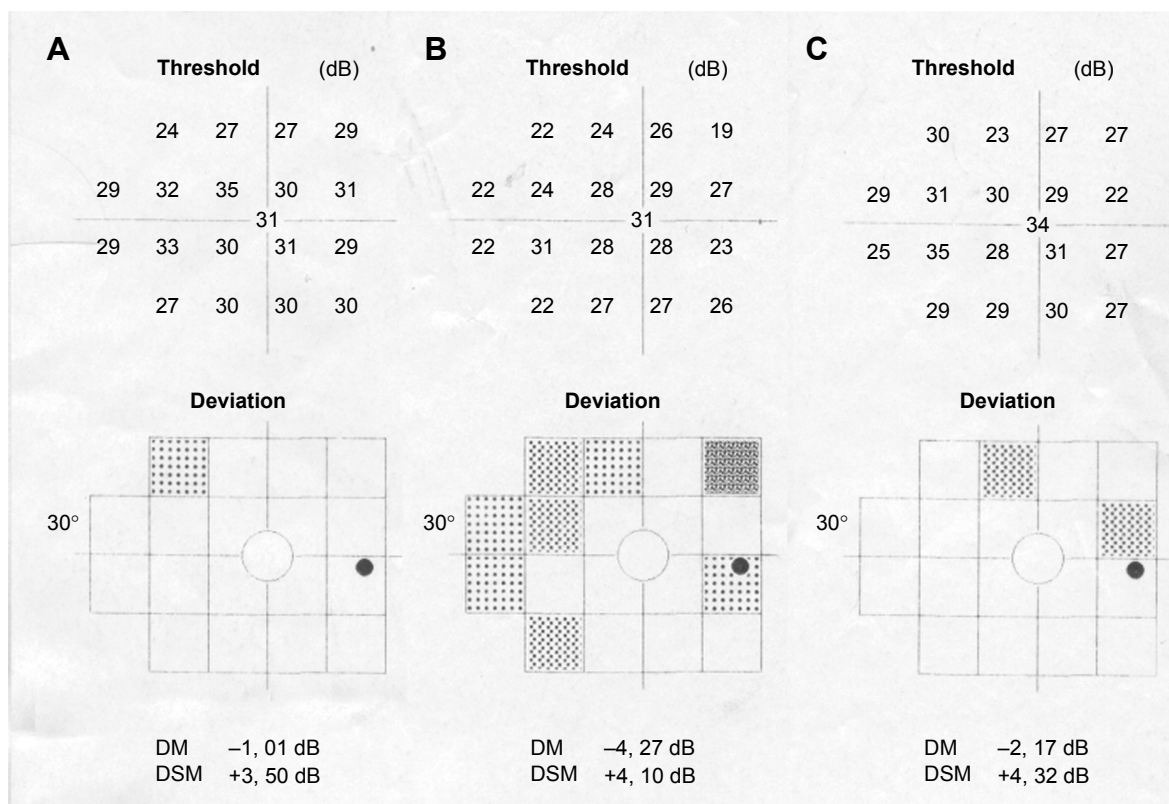 A
Threshold (dB)
24 27 27 29
29 32 35 30 31
31
29 33 30 31 29
27 30 30 30
Deviation
30°
DM –1, 01 dB
DSM +3, 50 dB
B
Threshold (dB)
22 24 26 19
22 24 28 29 27
31
22 31 28 28 23
22 27 27 26
Deviation
30°
DM –4, 27 dB
DSM +4, 10 dB
C
Threshold (dB)
30 23 27 27
29 31 30 29 22
34
25 35 28 31 27
29 29 30 27
Deviation
30°
DM –2, 17 dB
DSM +4, 32 dB